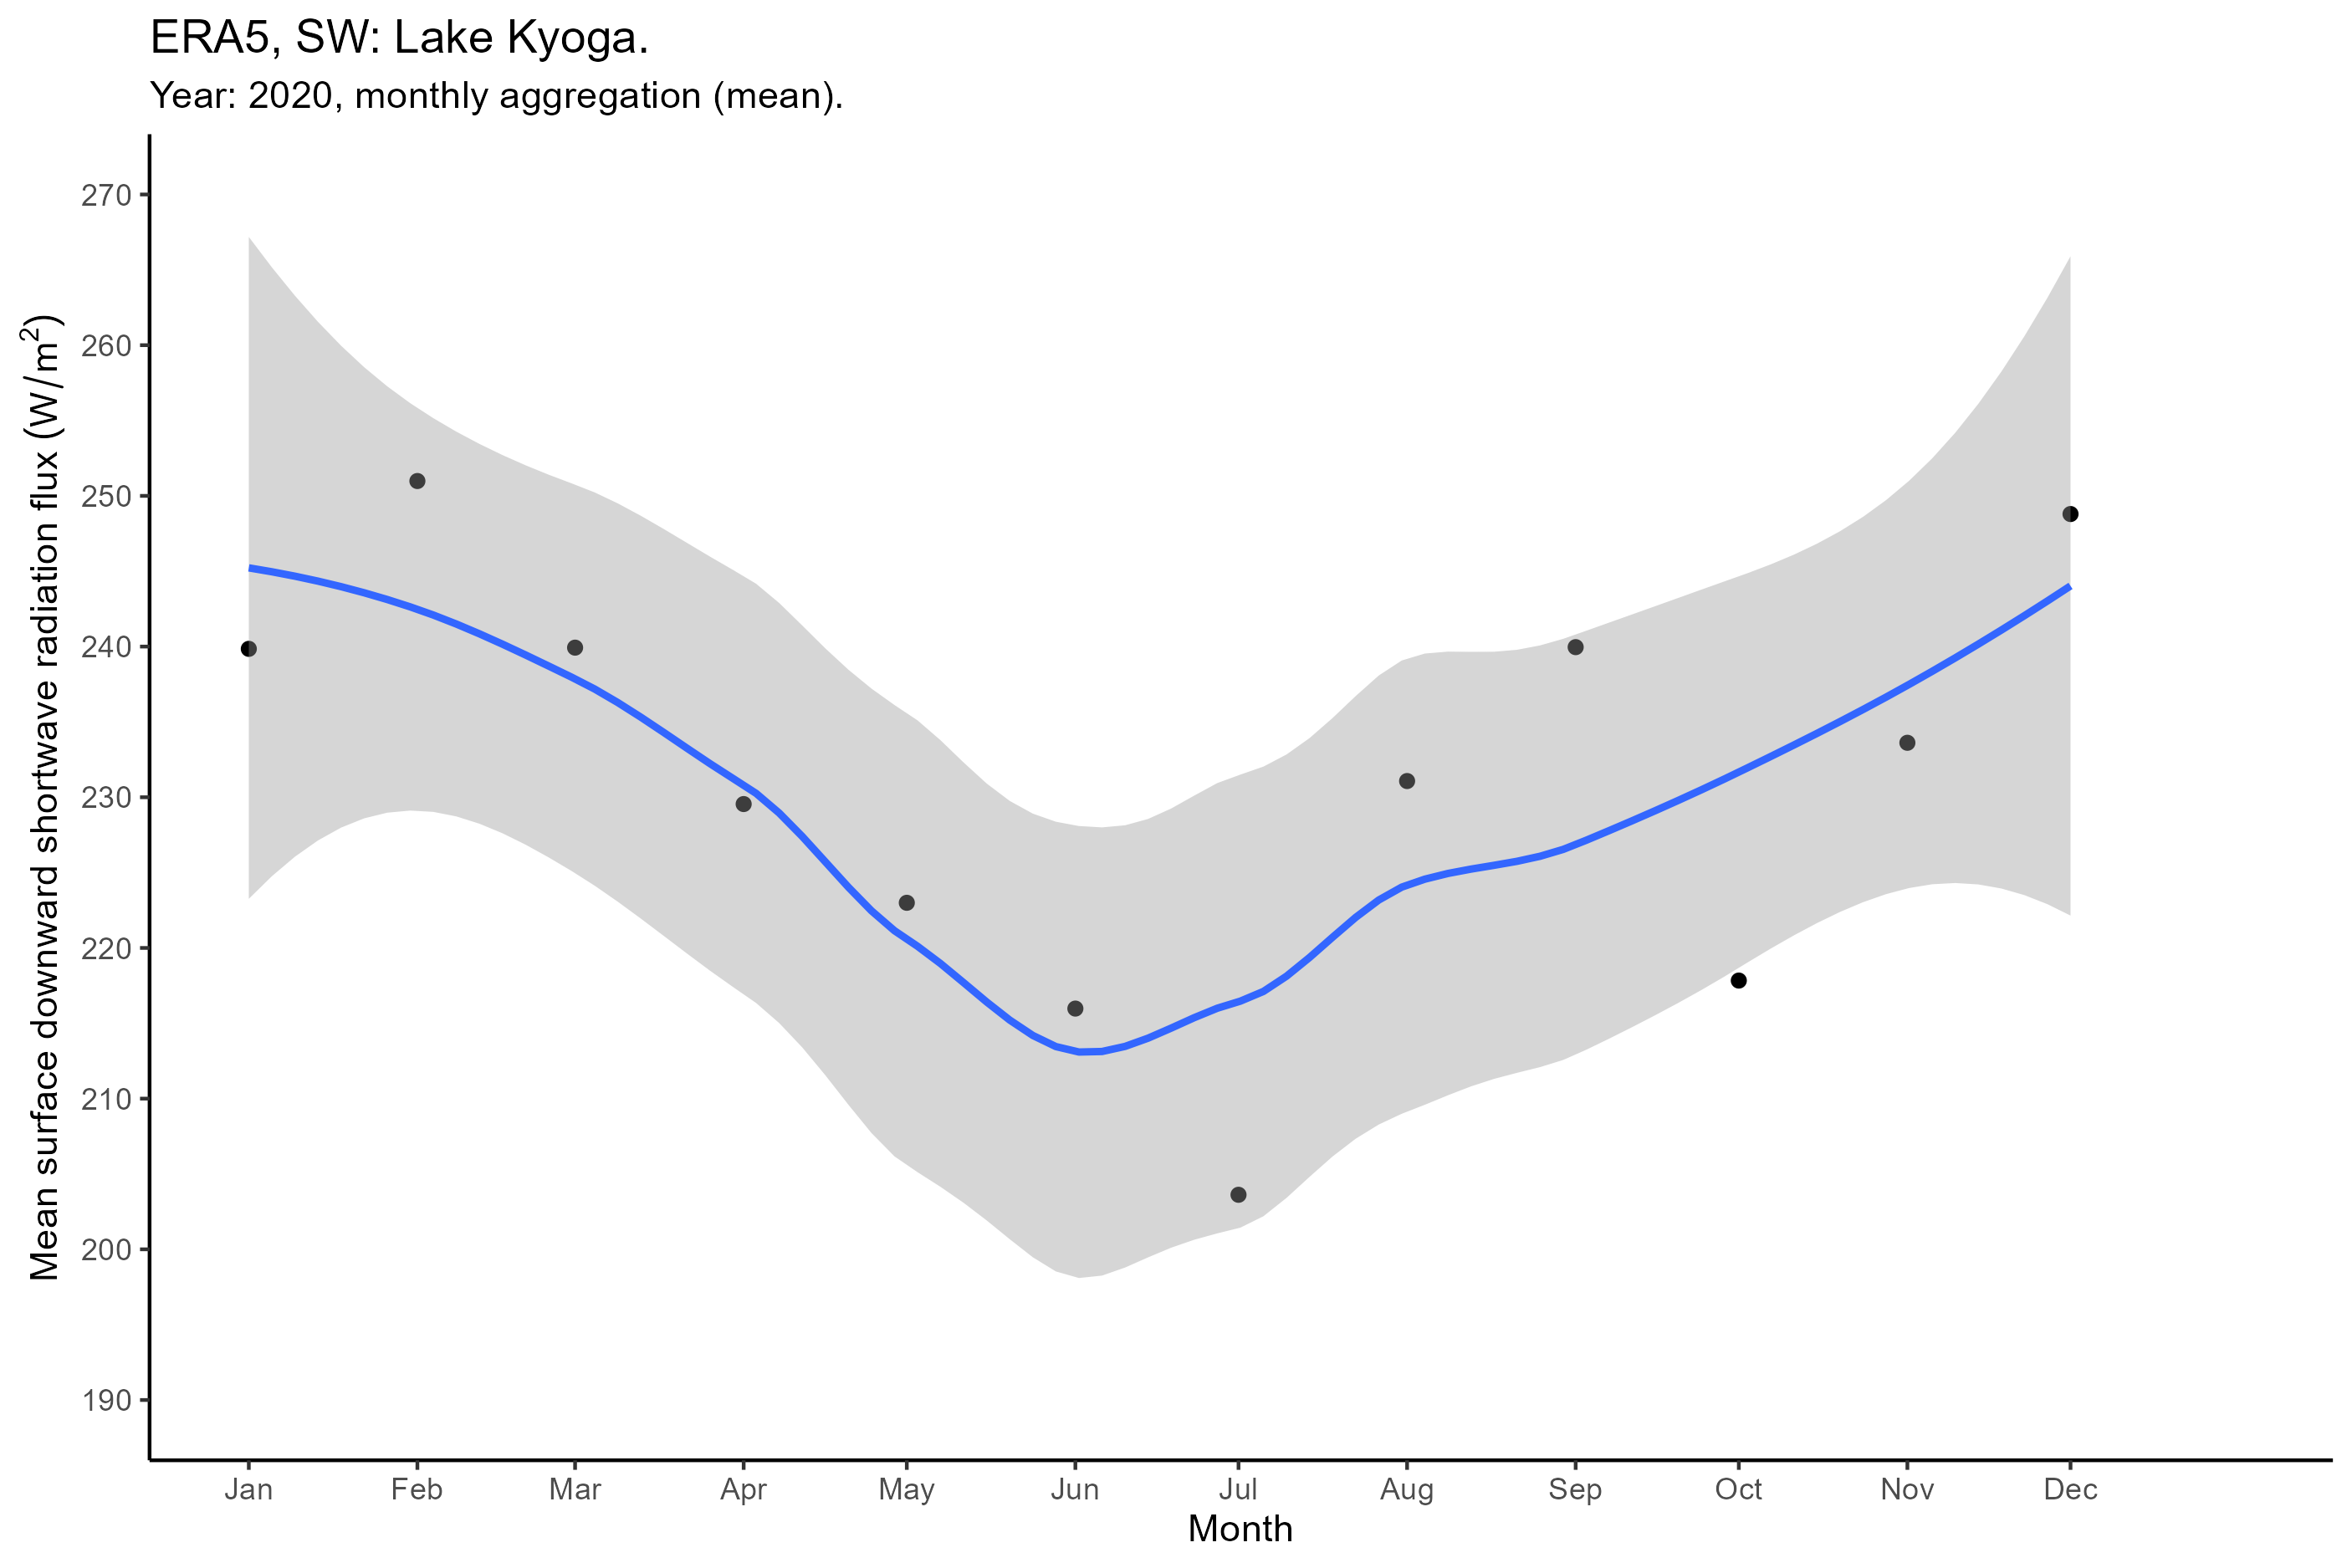 ERA5, SW: Lake Kyoga.
Year: 2020, monthly aggregation (mean).
Mean surface downward shortwave radiation flux (W/m²)
270
260
250
240
230
220
210
200
190
Jan Feb Mar Apr May Jun Jul Aug Sep Oct Nov Dec
Month